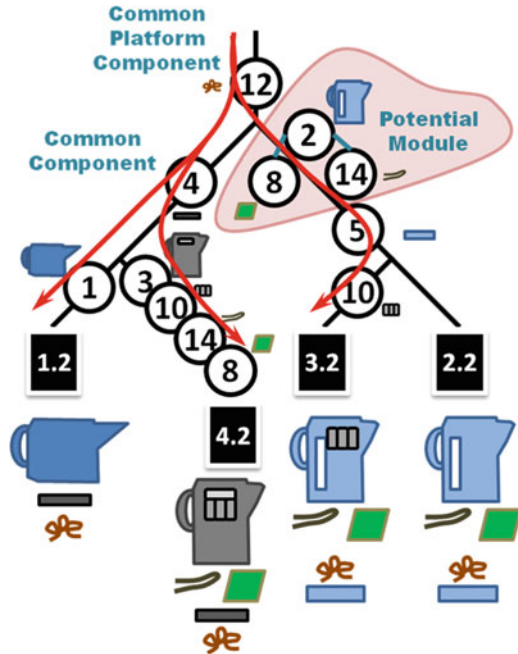 Common
Platform
Component
12
Potential
Module
2
8
14
Common
Component
4
5
1
3
10
14
8
10
1.2
4.2
3.2
2.2